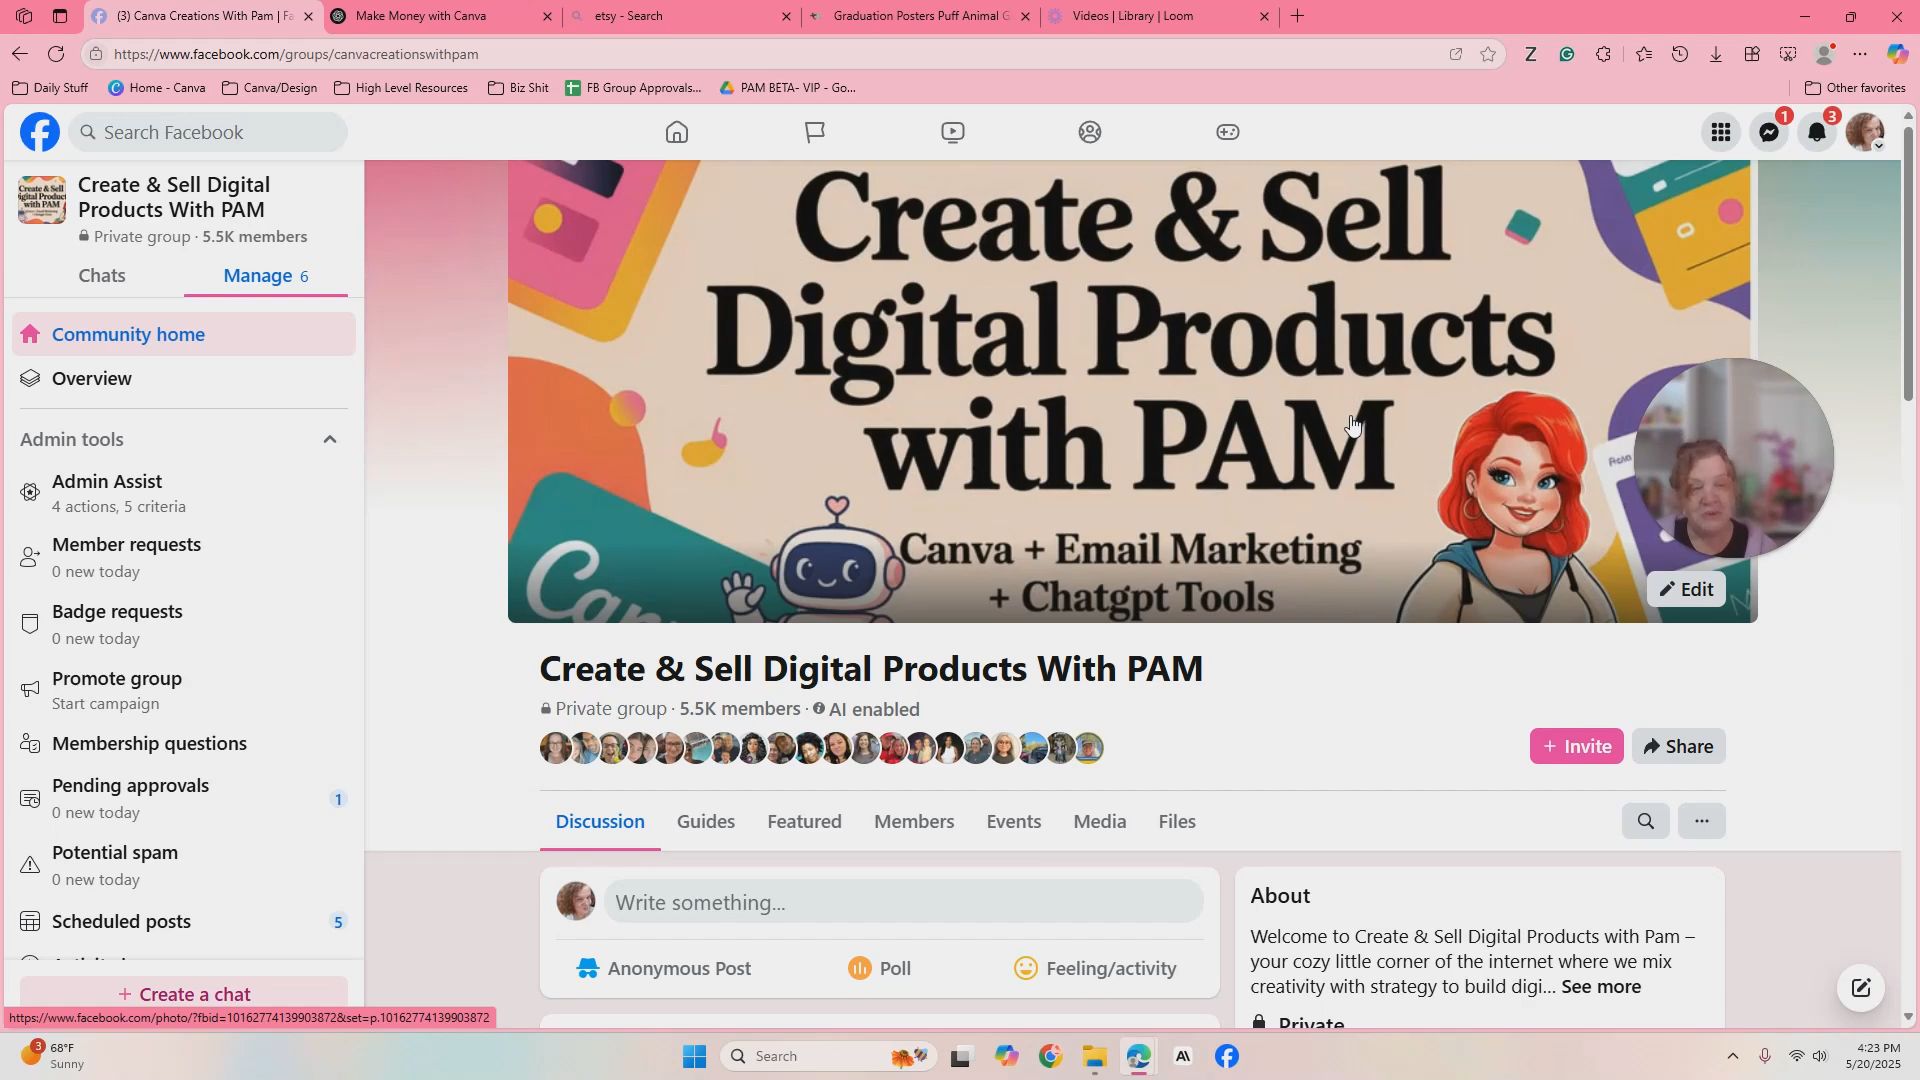 (3) Canva Creations With Pam | Fa
Make Money with Canva
etsy - Search
Graduation Posters Puff Animal G
Videos | Library | Loom
https://www.facebook.com/groups/canvacreationswithpam
Daily Stuff
Home - Canva
Canva/Design
High Level Resources
Biz Shit
FB Group Approvals...
PAM BETA- VIP - Go...
Other favorites
Search Facebook
1
3
Create & Sell Digital
Products With PAM
Private group · 5.5K members
Chats
Manage 6
Community home
Overview
Admin tools
Admin Assist
4 actions, 5 criteria
Member requests
0 new today
Badge requests
0 new today
Promote group
Start campaign
Membership questions
Pending approvals
1
0 new today
Potential spam
0 new today
Scheduled posts
5
+ Create a chat
https://www.facebook.com/photo/?fbid=10162774139903872&set=p.10162774139903872
Create & Sell
Digital Products
with PAM
Canva + Email Marketing
+ Chatgpt Tools
Edit
Create & Sell Digital Products With PAM
Private group · 5.5K members · AI enabled
+ Invite
Share
Discussion
Guides
Featured
Members
Events
Media
Files
Write something...
Anonymous Post
Poll
Feeling/activity
About
Welcome to Create & Sell Digital Products with Pam –
your cozy little corner of the internet where we mix
creativity with strategy to build digi... See more
Private
3
68°F
Sunny
Search
4:23 PM
5/20/2025